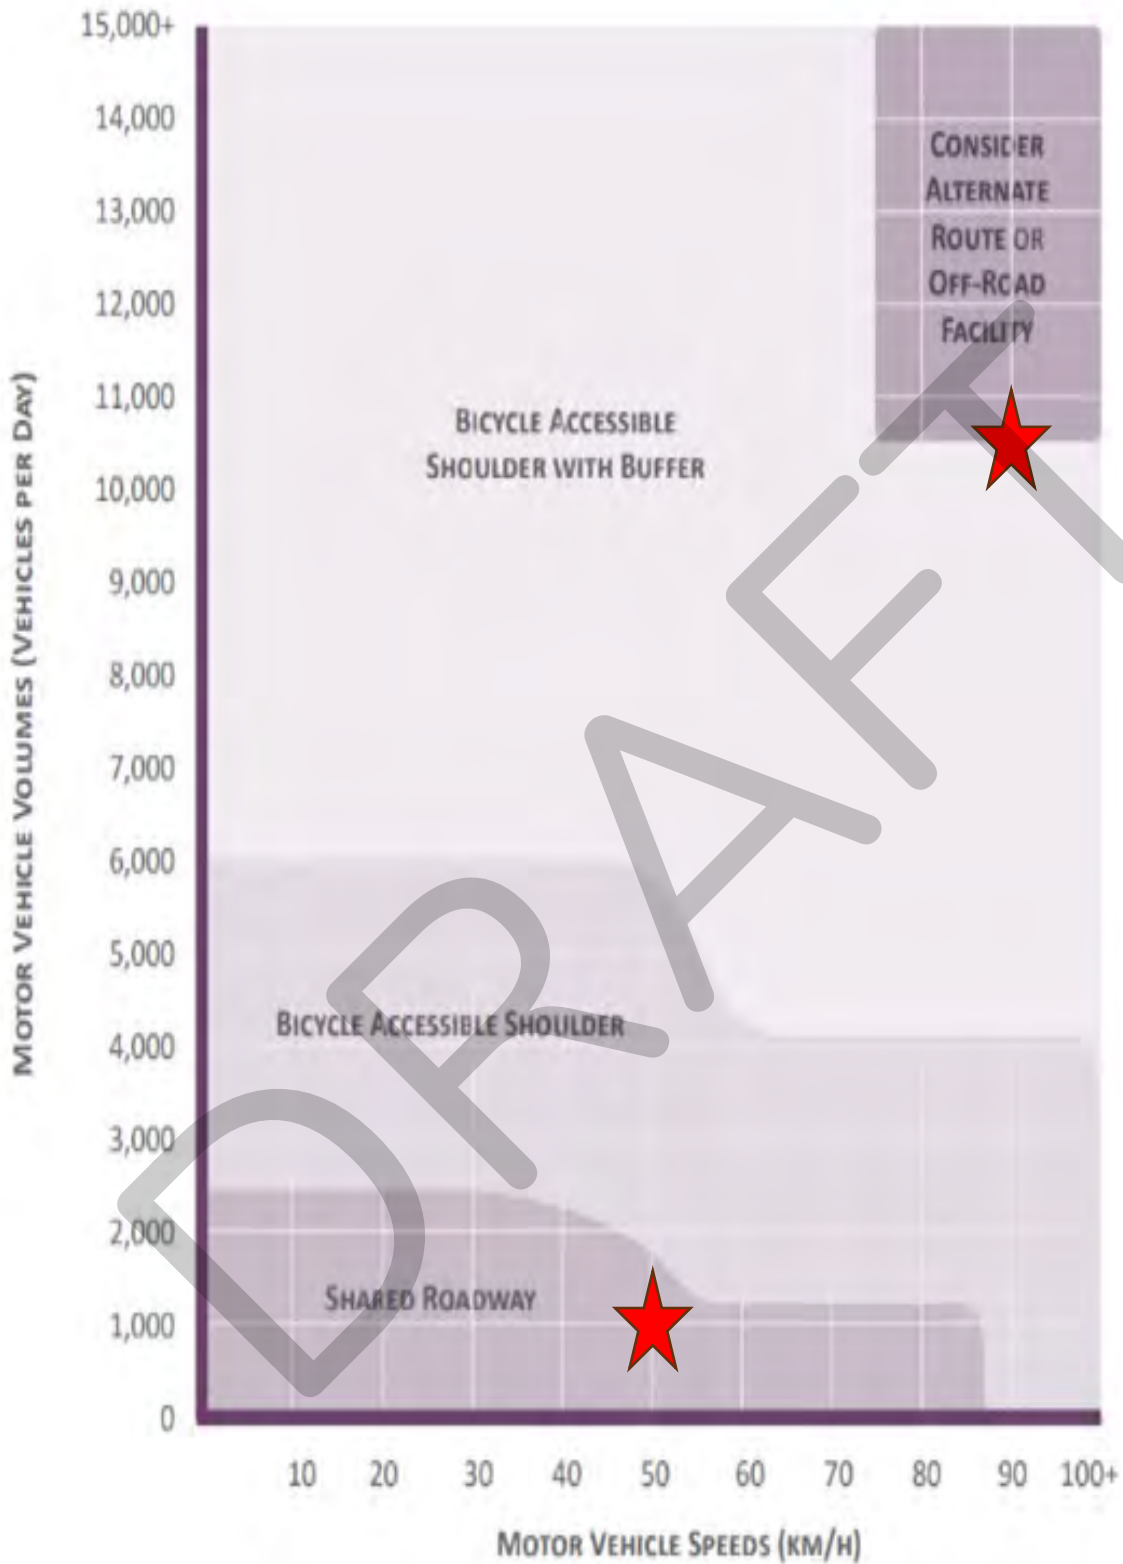 15,000+
14,000
13,000
12,000
11,000
10,000
9,000
8,000
7,000
6,000
5,000
4,000
3,000
2,000
1,000
0
MOTOR VEHICLE VOLUMES (VEHICLES PER DAY)
CONSIDER
ALTERNATE
ROUTE OR
OFF-ROAD
FACILITY
BICYCLE ACCESSIBLE
SHOULDER WITH BUFFER
BICYCLE ACCESSIBLE SHOULDER
SHARED ROADWAY
DRAFT
10 20 30 40 50 60 70 80 90 100+
MOTOR VEHICLE SPEEDS (KM/H)